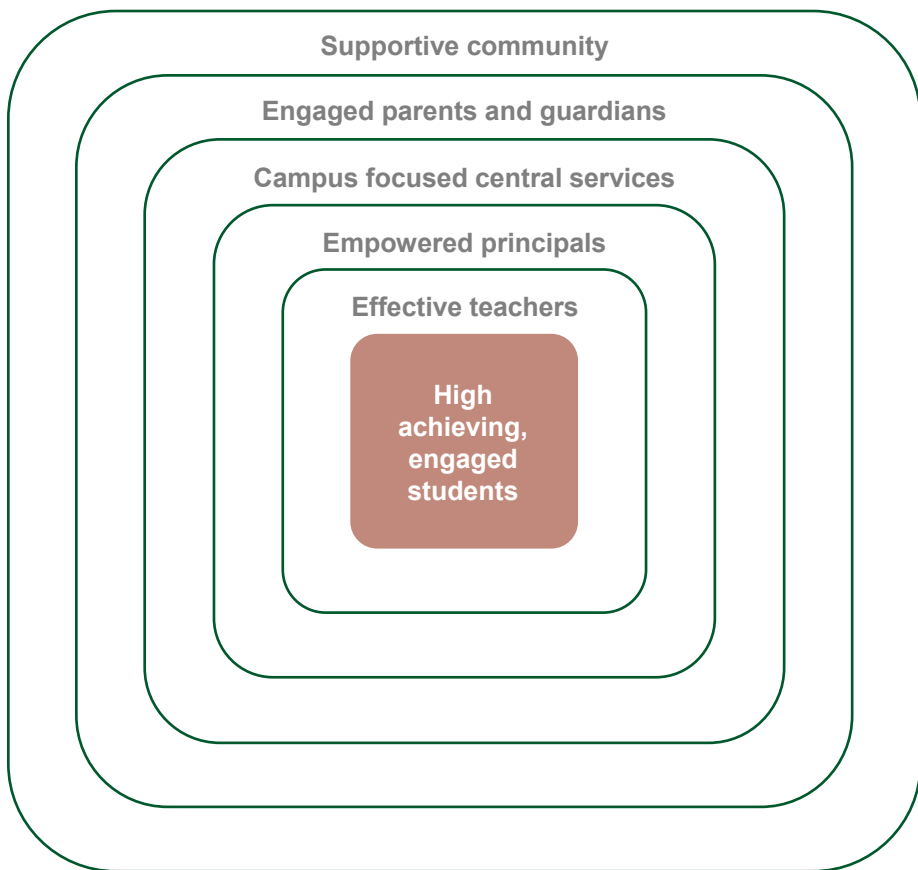 Supportive community
Engaged parents and guardians
Campus focused central services
Empowered principals
Effective teachers
High
achieving,
engaged
students